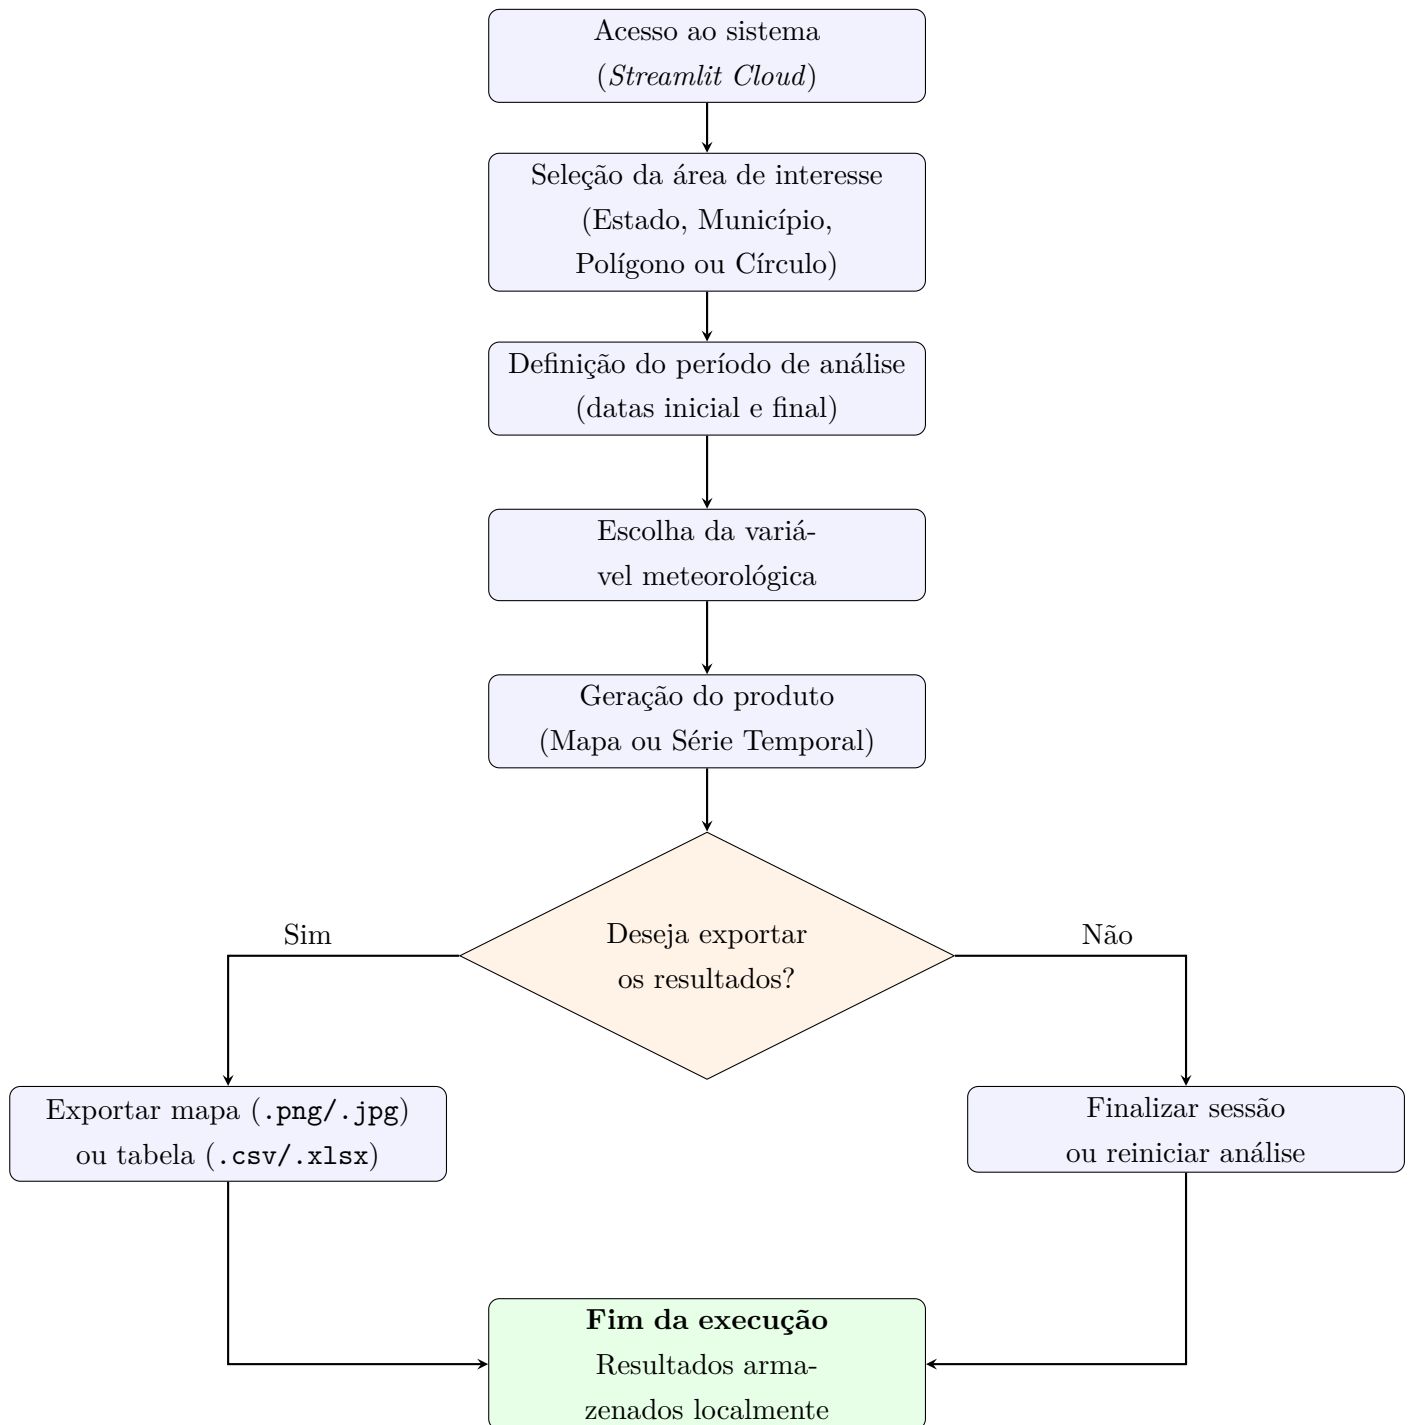 Acesso ao sistema
(Streamlit Cloud)
Seleção da área de interesse
(Estado, Município,
Polígono ou Círculo)
Definição do período de análise
(datas inicial e final)
Escolha da variá-
vel meteorológica
Geração do produto
(Mapa ou Série Temporal)
Deseja exportar
os resultados?
Sim
Não
Exportar mapa (.png/.jpg)
ou tabela (.csv/.xlsx)
Finalizar sessão
ou reiniciar análise
Fim da execução
Resultados arma-
zenados localmente